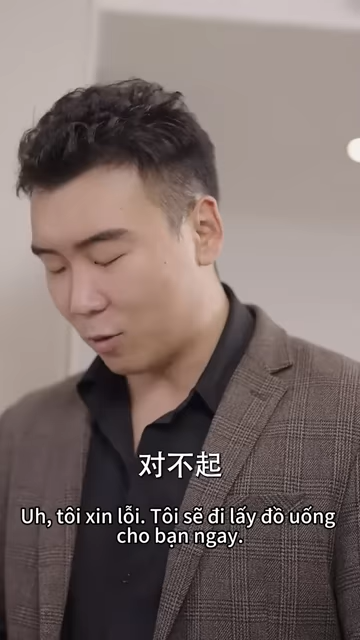 对不起
Uh, tôi xin lỗi. Tôi sẽ đi lấy đồ uống
cho bạn ngay.